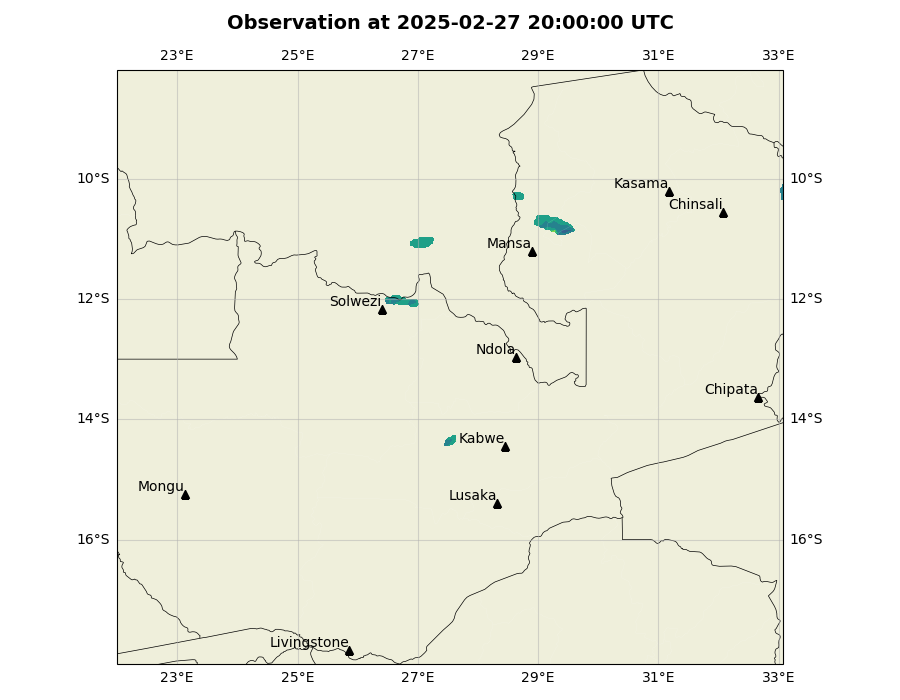 Observation at 2025-02-27 20:00:00 UTC
23°E 25°E 27°E 29°E 31°E 33°E
10°S 10°S
Kasama
Chinsali
Mansa
12°S 12°S
Solwezi
Ndola
Chipata
14°S 14°S
Kabwe
Mongu
Lusaka
16°S 16°S
Livingstone
23°E 25°E 27°E 29°E 31°E 33°E